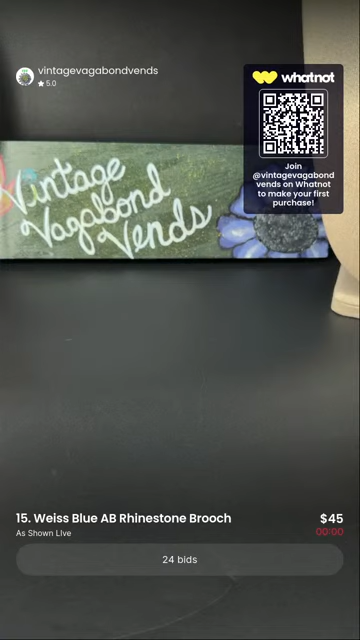 vintagevagabondvends
★ 5.0
whatnot
Join
@vintagevagabond
vends on Whatnot
to make your first
purchase!
Vintage
Vagabond
Vends
15. Weiss Blue AB Rhinestone Brooch
$45
As Shown LIve
00:00
24 bids